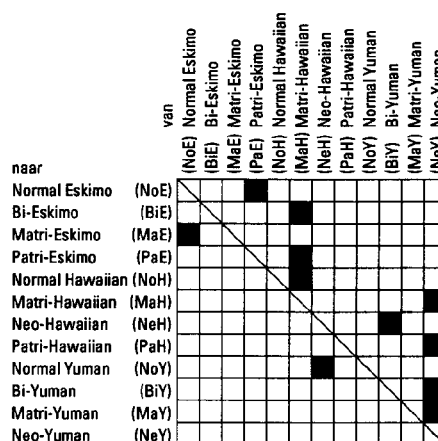 van
Normal Eskimo
Bi-Eskimo
Matri-Eskimo
Patri-Eskimo
Normal Hawaiian
Matri-Hawaiian
Neo-Hawaiian
Patri-Hawaiian
Normal Yuman
Bi-Yuman
Matri-Yuman
Neo-Yuman
(NoE)
(BiE)
(MaE)
(PaE)
(NoH)
(MaH)
(NeH)
(PaH)
(NoY)
(BiY)
(MaY)
naar
Normal Eskimo (NoE)
Bi-Eskimo (BiE)
Matri-Eskimo (MaE)
Patri-Eskimo (PaE)
Normal Hawaiian (NoH)
Matri-Hawaiian (MaH)
Neo-Hawaiian (NeH)
Patri-Hawaiian (PaH)
Normal Yuman (NoY)
Bi-Yuman (BiY)
Matri-Yuman (MaY)
Neo-Yuman (NeY)